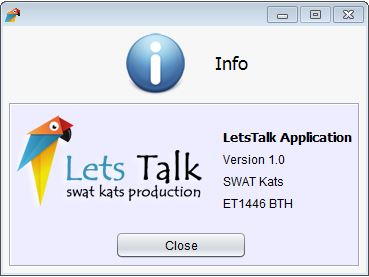 Info
Lets Talk
swat kats production
LetsTalk Application
Version 1.0
SWAT Kats
ET1446 BTH
Close